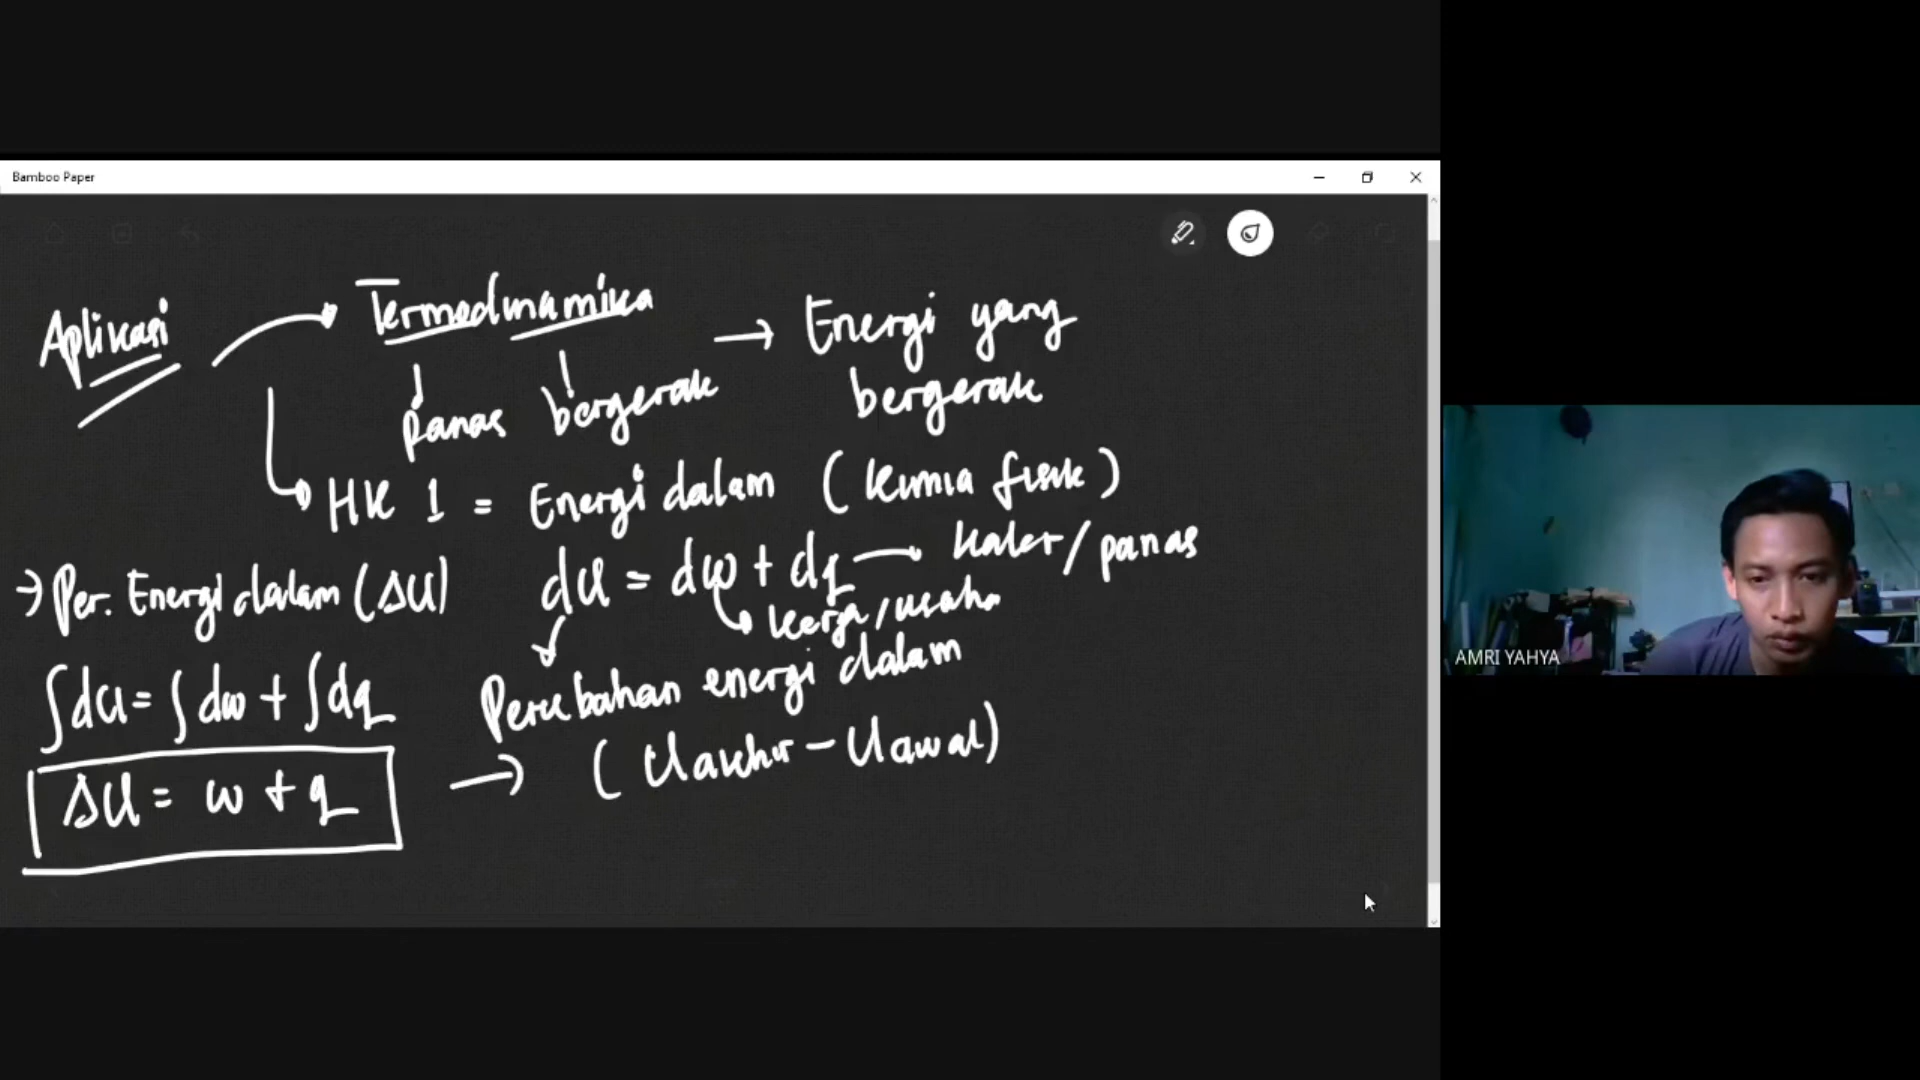 Bamboo Paper
Aplikasi → Termodinamika → Energi yang
panas bergerak bergerak
HK 1 = Energi dalam (kimia fisik)
→ Per. Energi dalam (ΔU) dU = dw + dq → kalor/panas
kerja/usaha
∫dU = ∫dw + ∫dq Perubahan energi dalam
ΔU = w + q → (Uakhir - Uawal)
AMRI YAHYA